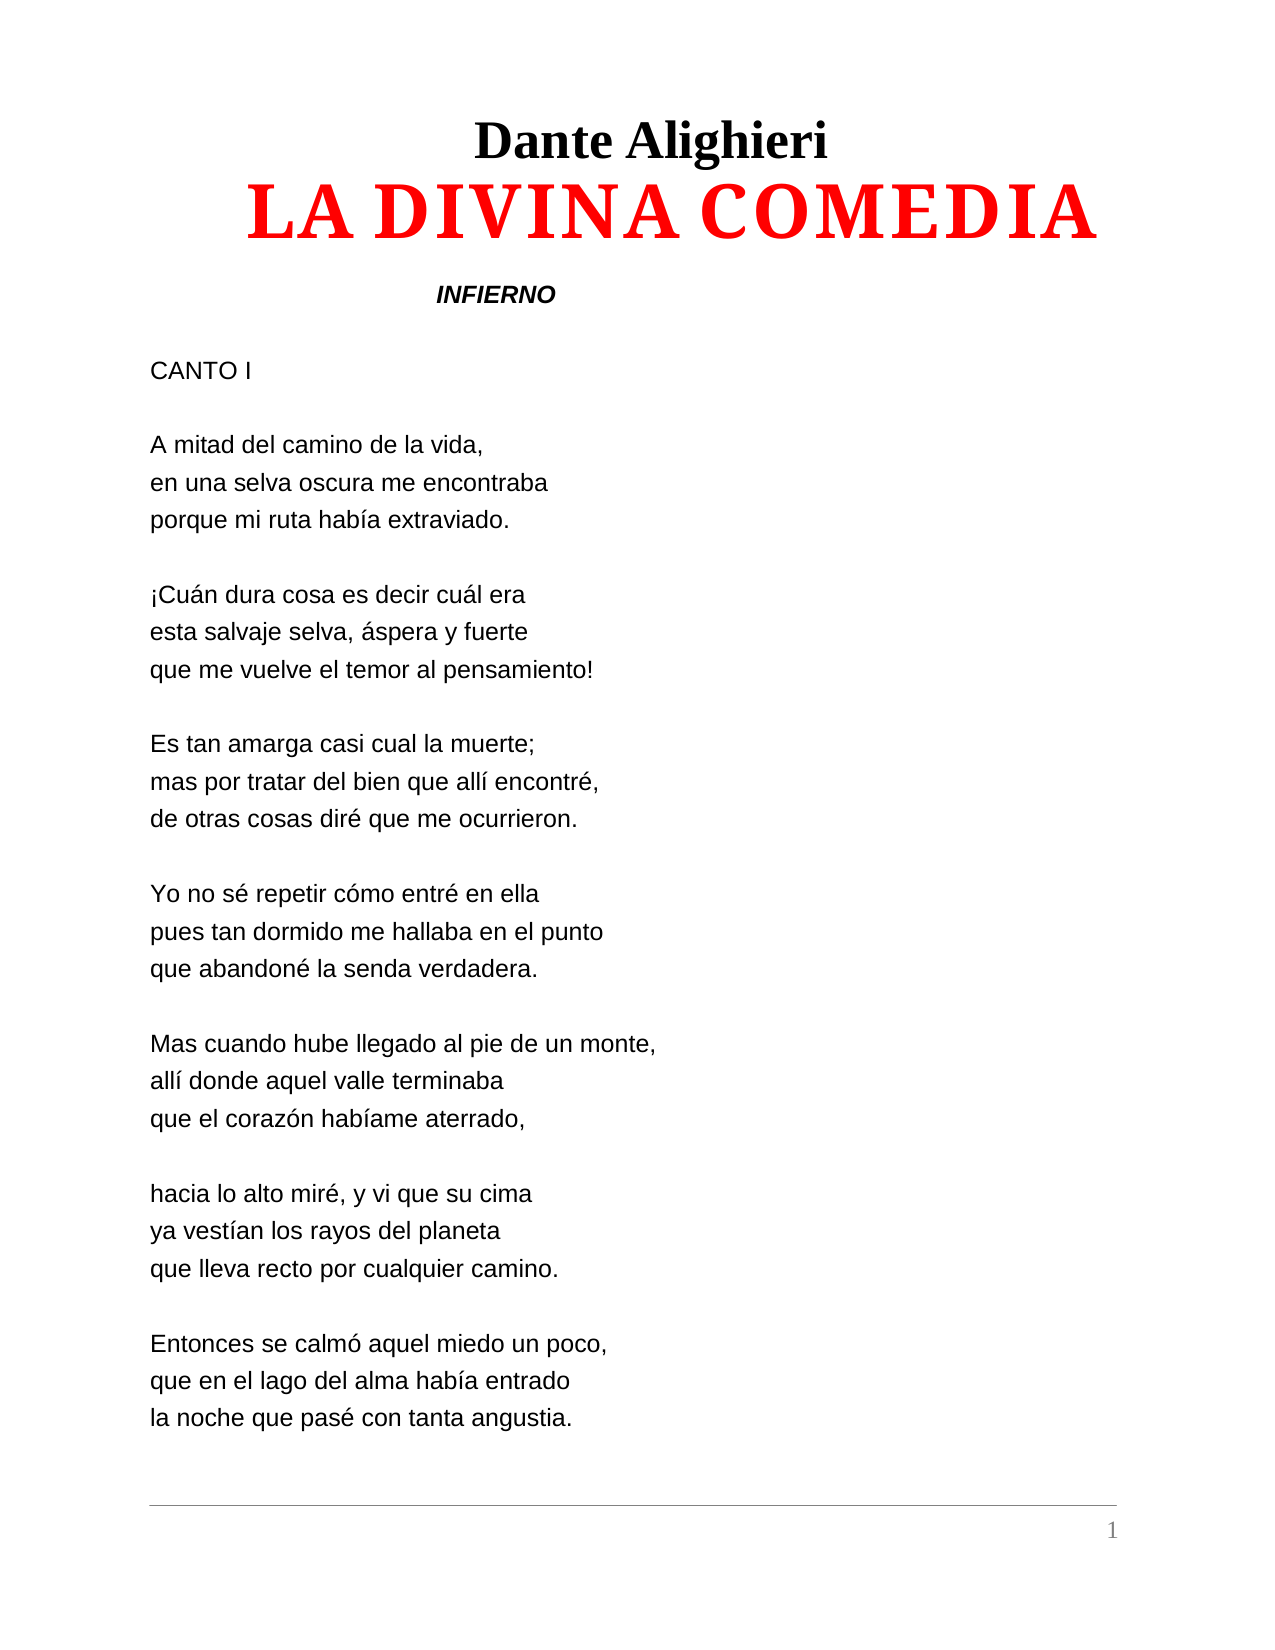 Dante Alighieri
LA DIVINA COMEDIA
INFIERNO
CANTO I
A mitad del camino de la vida,
en una selva oscura me encontraba
porque mi ruta había extraviado.
¡Cuán dura cosa es decir cuál era
esta salvaje selva, áspera y fuerte
que me vuelve el temor al pensamiento!
Es tan amarga casi cual la muerte;
mas por tratar del bien que allí encontré,
de otras cosas diré que me ocurrieron.
Yo no sé repetir cómo entré en ella
pues tan dormido me hallaba en el punto
que abandoné la senda verdadera.
Mas cuando hube llegado al pie de un monte,
allí donde aquel valle terminaba
que el corazón habíame aterrado,
hacia lo alto miré, y vi que su cima
ya vestían los rayos del planeta
que lleva recto por cualquier camino.
Entonces se calmó aquel miedo un poco,
que en el lago del alma había entrado
la noche que pasé con tanta angustia.
1